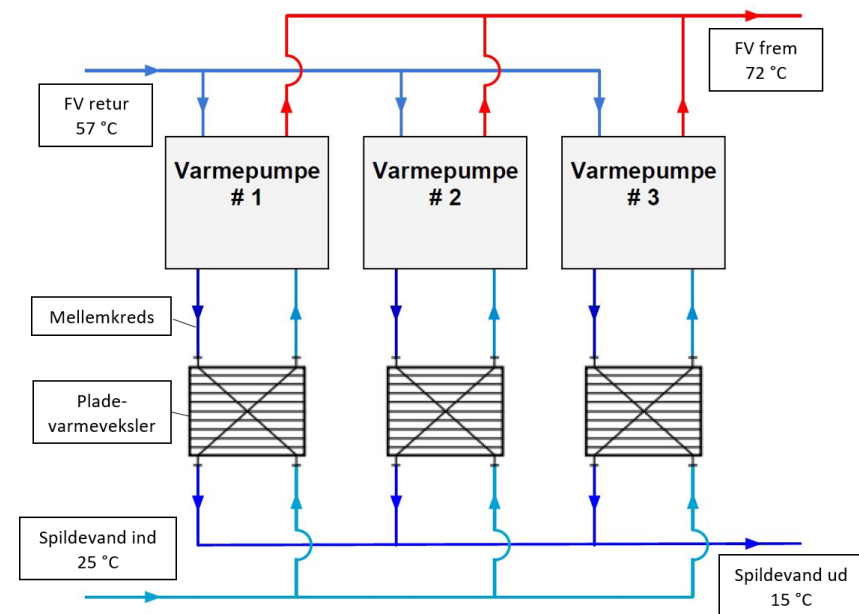 FV frem
72 °C
FV retur
57 °C
Varmepumpe
# 1
Varmepumpe
# 2
Varmepumpe
# 3
Mellemkreds
Plade-
varmeveksler
Spildevand ind
25 °C
Spildevand ud
15 °C